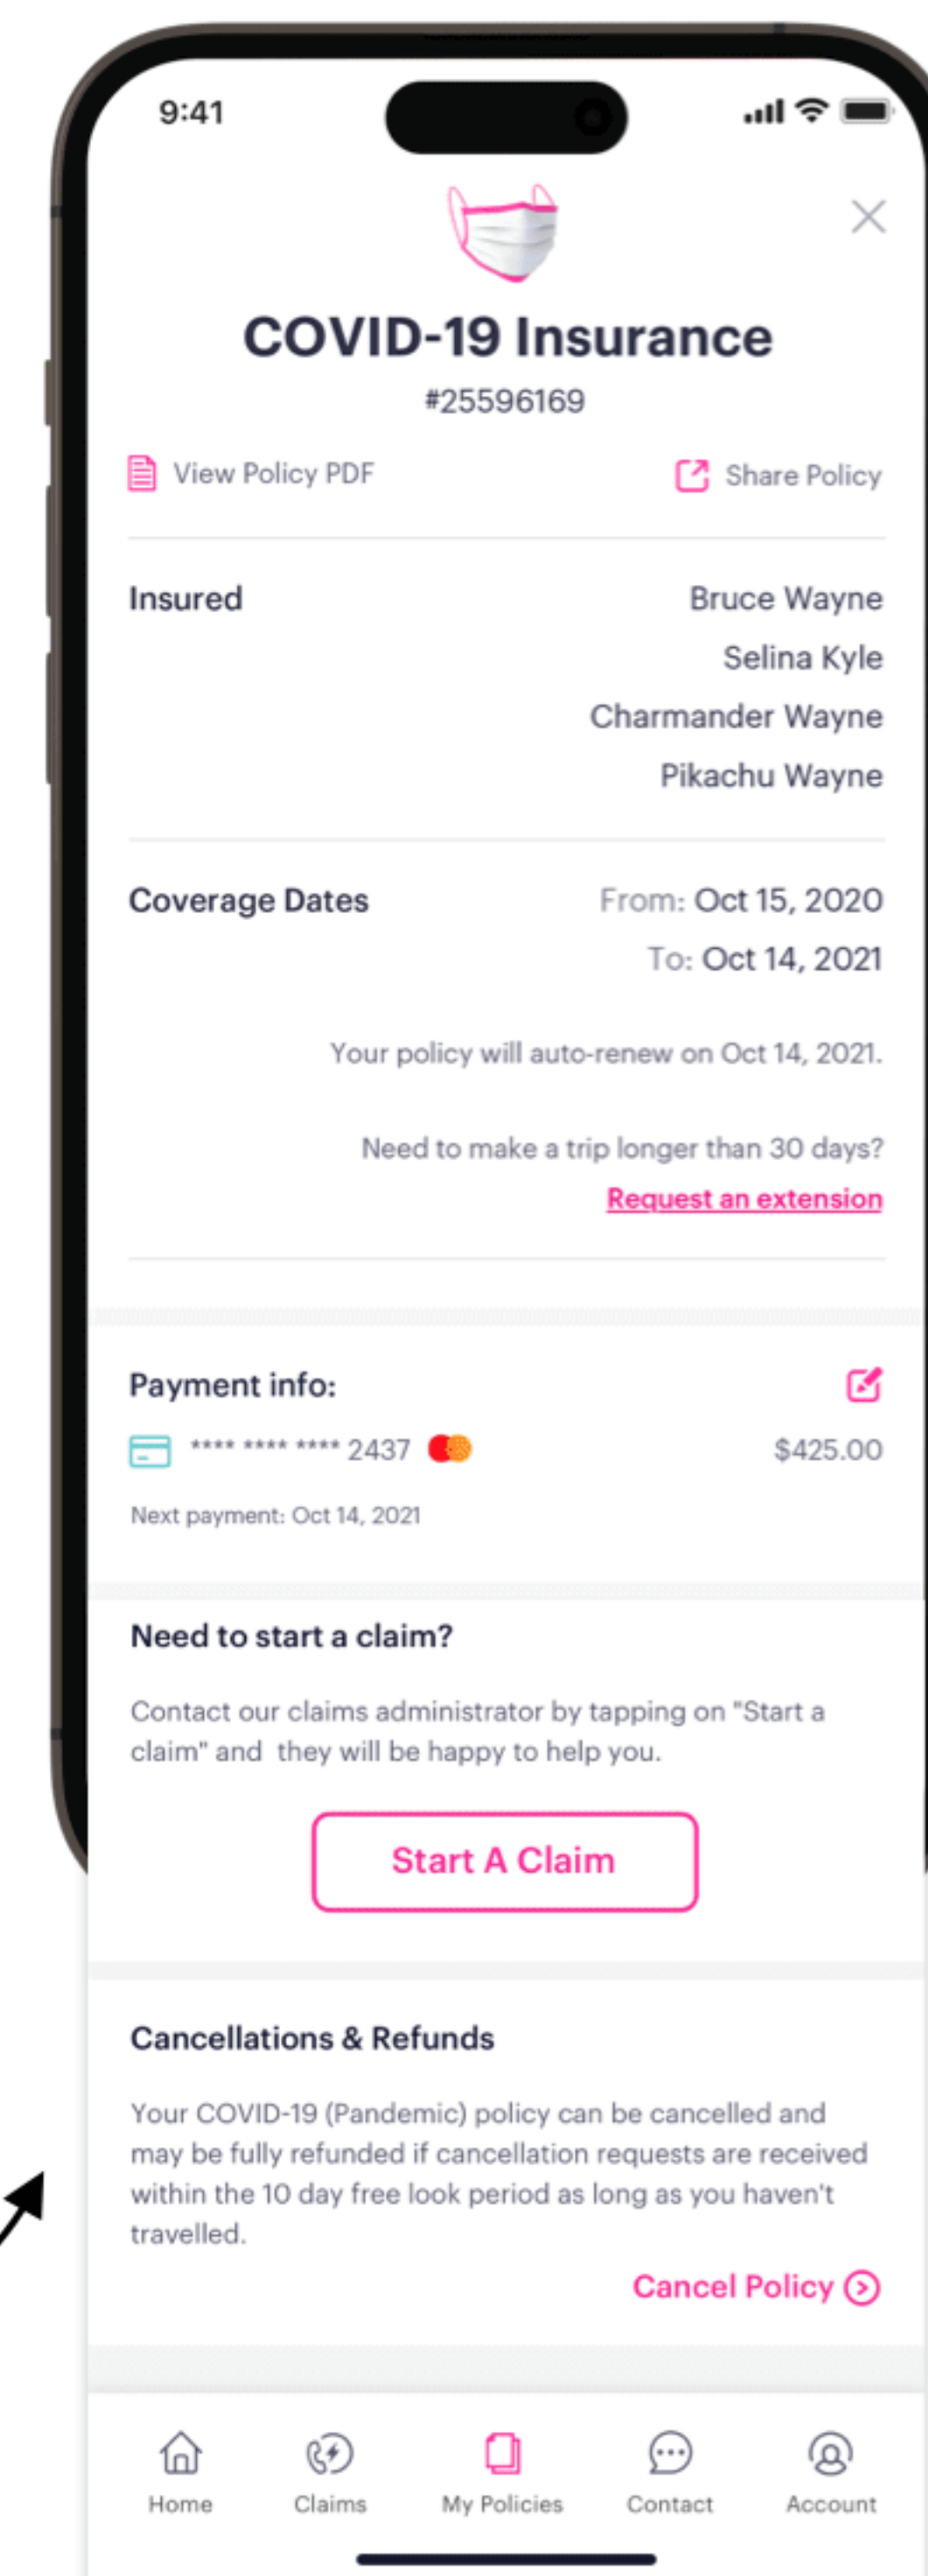 9:41
COVID-19 Insurance
#25596169
View Policy PDF
Share Policy
Insured
Bruce Wayne
Selina Kyle
Charmander Wayne
Pikachu Wayne
Coverage Dates
From: Oct 15, 2020
To: Oct 14, 2021
Your policy will auto-renew on Oct 14, 2021.
Need to make a trip longer than 30 days?
Request an extension
Payment info:
**** **** **** 2437
$425.00
Next payment: Oct 14, 2021
Need to start a claim?
Contact our claims administrator by tapping on "Start a
claim" and  they will be happy to help you.
Start A Claim
Cancellations & Refunds
Your COVID-19 (Pandemic) policy can be cancelled and
may be fully refunded if cancellation requests are received
within the 10 day free look period as long as you haven't
travelled.
Cancel Policy
Home
Claims
My Policies
Contact
Account